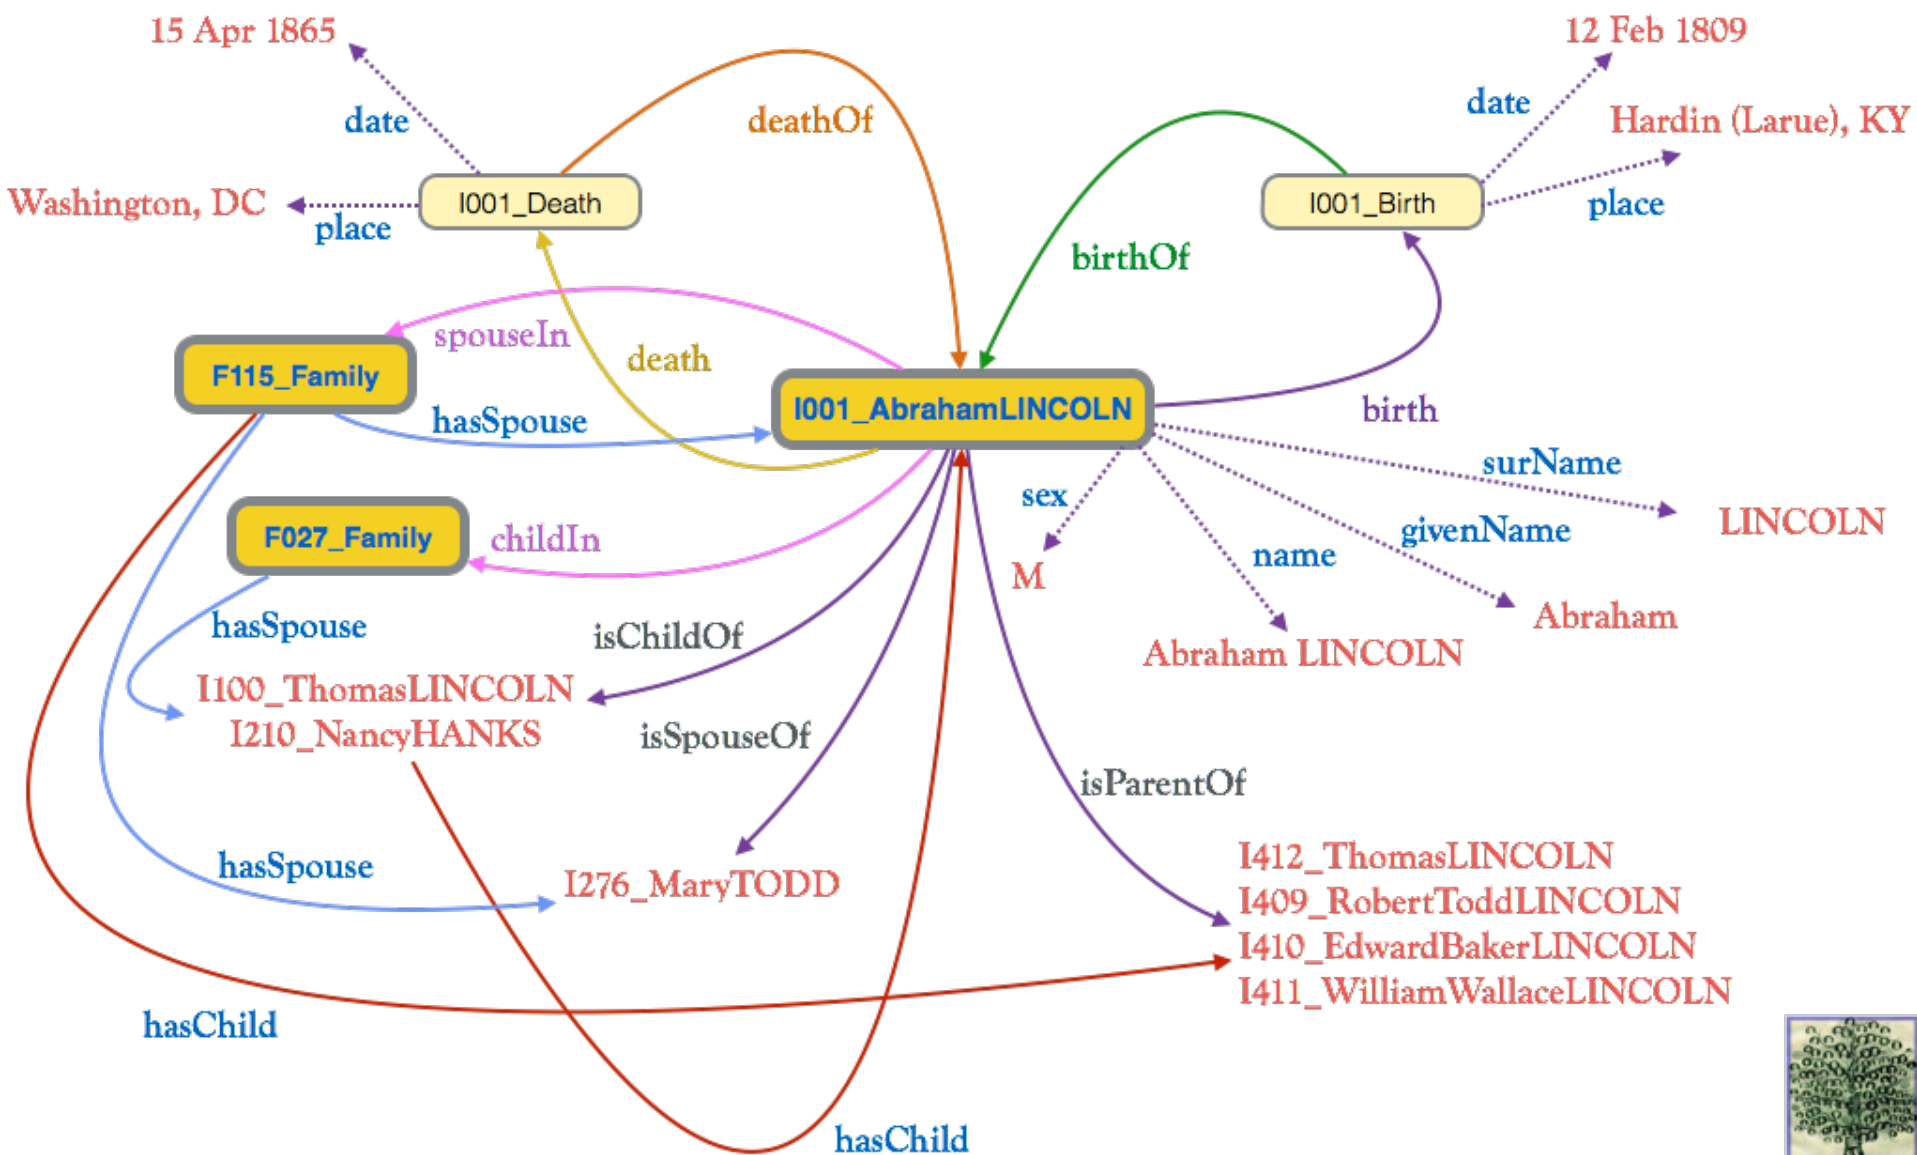 15 Apr 1865
12 Feb 1809
date
deathOf
date
Hardin (Larue), KY
Washington, DC
place
I001_Death
I001_Birth
place
birthOf
spouseIn
death
F115_Family
hasSpouse
I001_AbrahamLINCOLN
birth
surName
LINCOLN
sex
givenName
F027_Family
childIn
name
M
Abraham
hasSpouse
isChildOf
Abraham LINCOLN
I100_ThomasLINCOLN
I210_NancyHANKS
isSpouseOf
isParentOf
hasSpouse
I276_MaryTODD
I412_ThomasLINCOLN
I409_RobertToddLINCOLN
I410_EdwardBakerLINCOLN
I411_WilliamWallaceLINCOLN
hasChild
hasChild